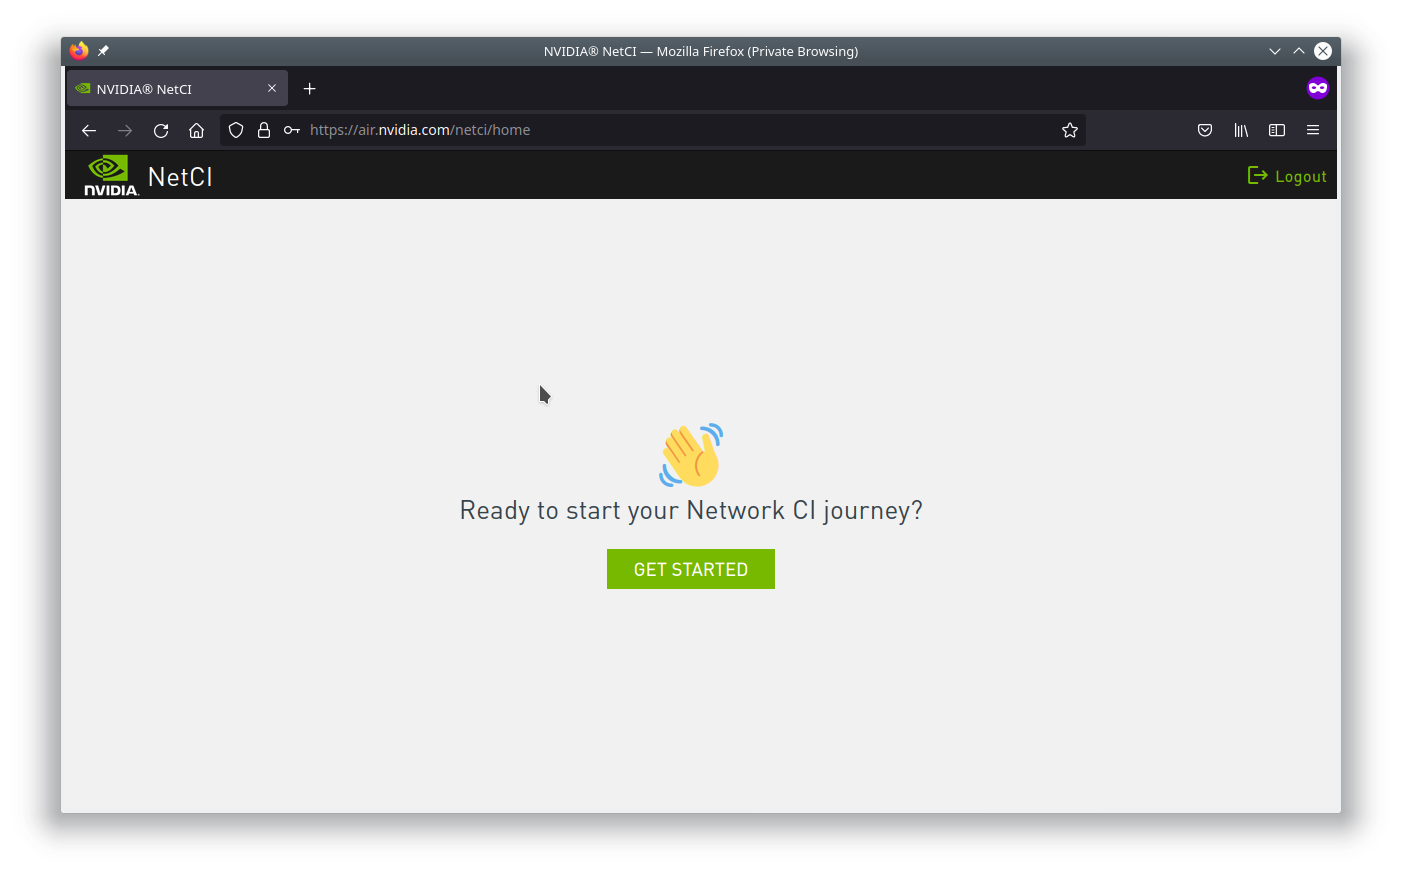 NVIDIA® NetCI — Mozilla Firefox (Private Browsing)
NVIDIA® NetCI
https://air.nvidia.com/netci/home
NVIDIA. NetCI
Logout
Ready to start your Network CI journey?
GET STARTED